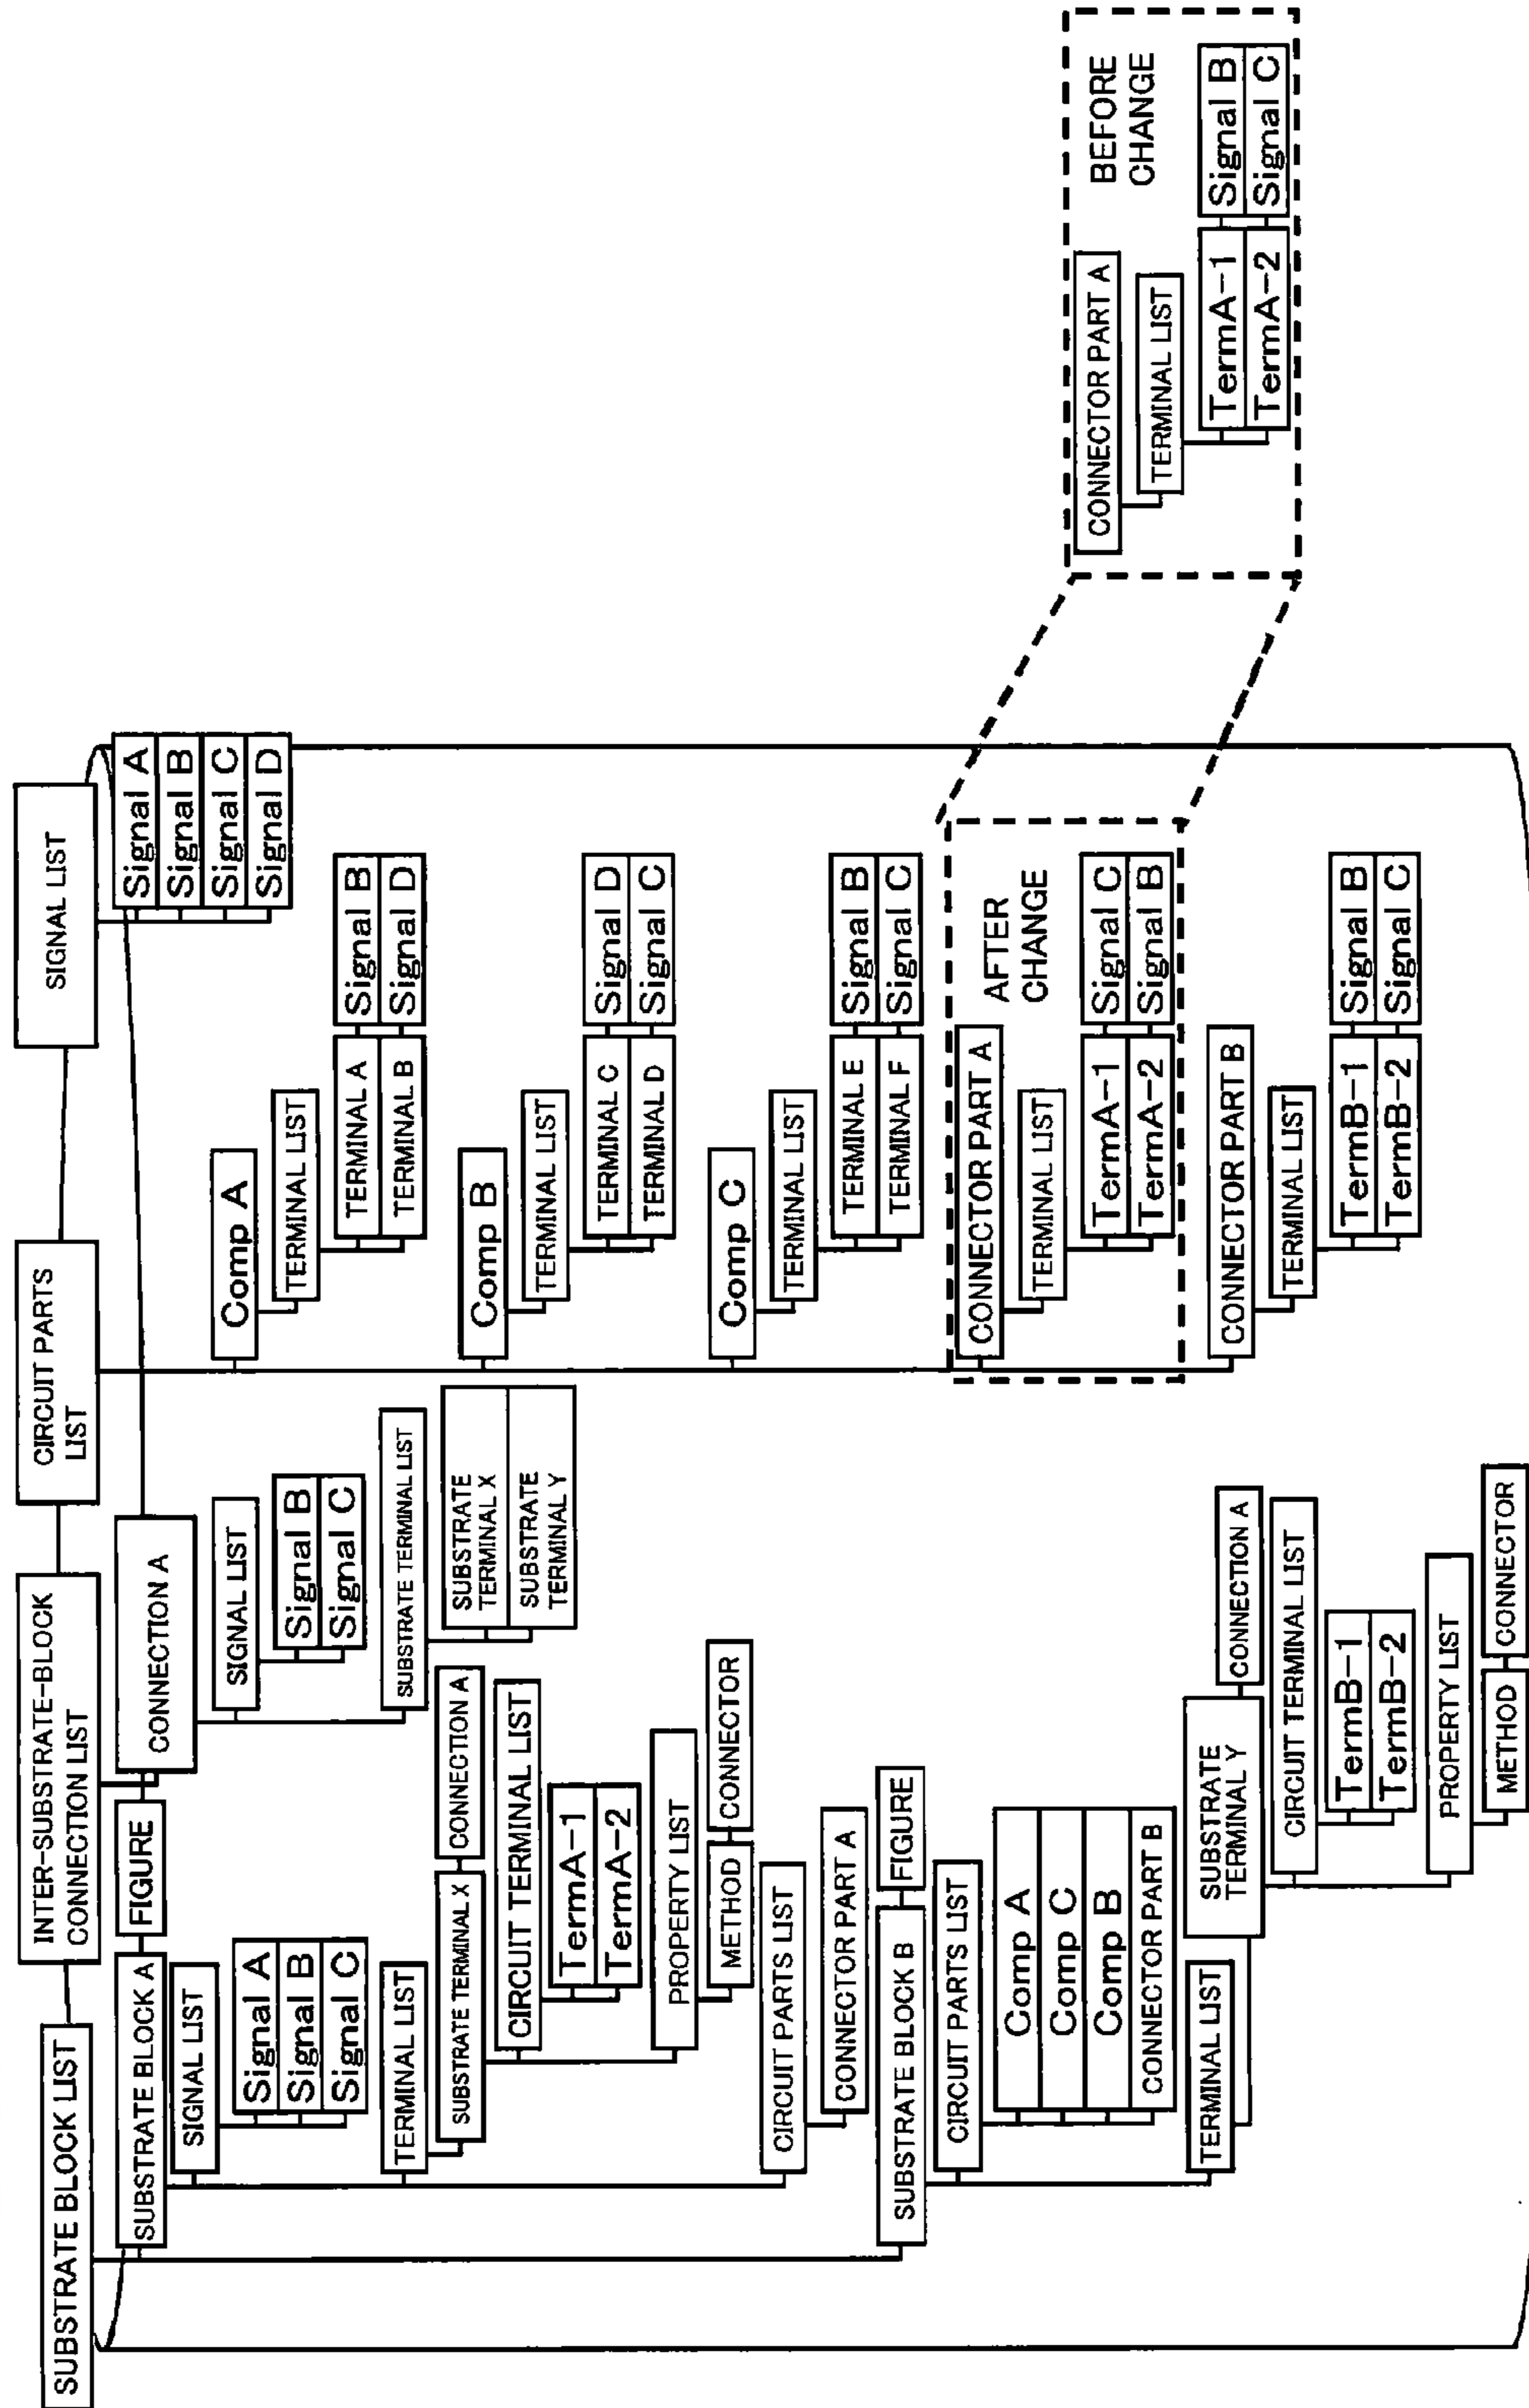 SUBSTRATE BLOCK LIST
SUBSTRATE BLOCK A
FIGURE
SIGNAL LIST
Signal A
Signal B
Signal C
TERMINAL LIST
SUBSTRATE TERMINAL X
CONNECTION A
CIRCUIT TERMINAL LIST
TermA-1
TermA-2
PROPERTY LIST
METHOD
CONNECTOR
CIRCUIT PARTS LIST
CONNECTOR PART A
SUBSTRATE BLOCK B
FIGURE
CIRCUIT PARTS LIST
Comp A
Comp C
Comp B
CONNECTOR PART B
TERMINAL LIST
SUBSTRATE
TERMINAL Y
CONNECTION A
CIRCUIT TERMINAL LIST
TermB-1
TermB-2
PROPERTY LIST
METHOD
CONNECTOR
INTER-SUBSTRATE-BLOCK
CONNECTION LIST
CONNECTION A
SIGNAL LIST
Signal B
Signal C
SUBSTRATE TERMINAL LIST
SUBSTRATE
TERMINAL X
SUBSTRATE
TERMINAL Y
CIRCUIT PARTS
LIST
Comp A
TERMINAL LIST
TERMINAL A Signal B
TERMINAL B Signal D
Comp B
TERMINAL LIST
TERMINAL C Signal D
TERMINAL D Signal C
Comp C
TERMINAL LIST
TERMINAL E Signal B
TERMINAL F Signal C
CONNECTOR PART A
AFTER
CHANGE
TERMINAL LIST
TermA-1 Signal C
TermA-2 Signal B
CONNECTOR PART B
TERMINAL LIST
TermB-1 Signal B
TermB-2 Signal C
SIGNAL LIST
Signal A
Signal B
Signal C
Signal D
CONNECTOR PART A
BEFORE
CHANGE
TERMINAL LIST
TermA-1 Signal B
TermA-2 Signal C